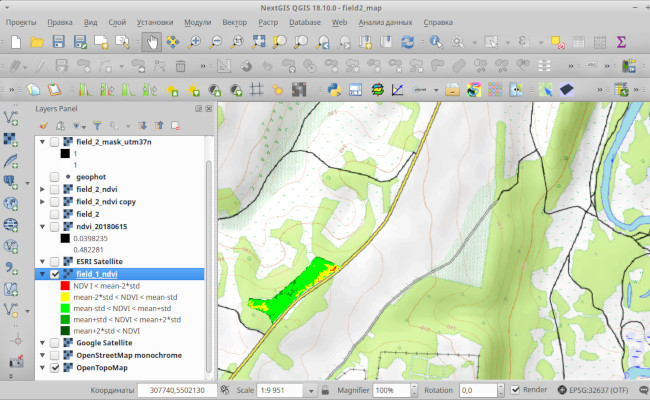 NextGIS QGIS 18.10.0 - field2_map
Проекты Правка Вид Слой Установки Модули Вектор Растр Database Web Анализ данных Справка
Layers Panel
field_2_mask_utm37n
1
1
geophot
field_2_ndvi
field_2_ndvi copy
field_2
ndvi_20180615
0.0398235
0.482281
ESRI Satellite
field_1_ndvi
NDV I < mean-2*std
mean-2*std < NDVI < mean-std
mean-std < NDVI < mean+std
mean+std < NDVI < mean+2*std
mean+2*std < NDVI
Google Satellite
OpenStreetMap monochrome
OpenTopoMap
Координаты 307740,5502130 Scale 1:9 951 Magnifier 100% Rotation 0,0 Render EPSG:32637 (OTF)